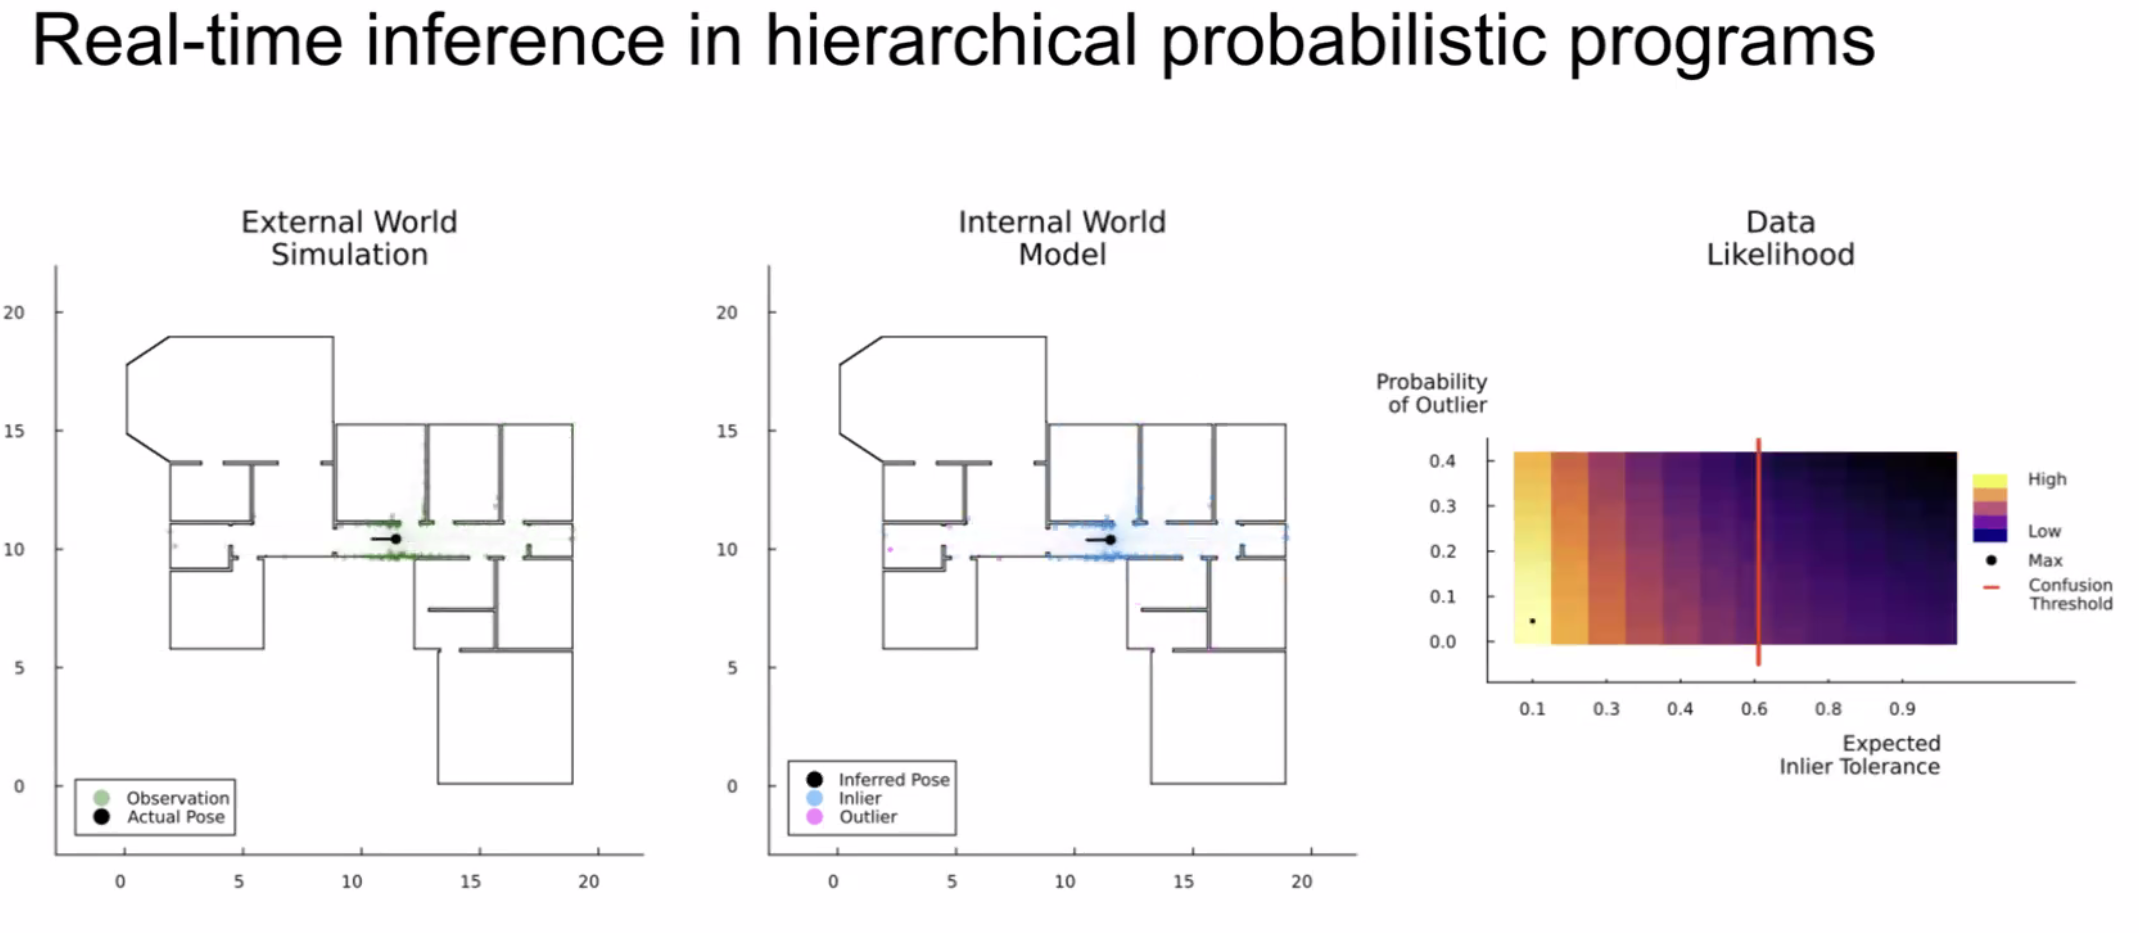 Real-time inference in hierarchical probabilistic programs
External World
Simulation
20
15
10
5
0
Observation
Actual Pose
0 5 10 15 20
Internal World
Model
20
15
10
5
0
Inferred Pose
Inlier
Outlier
0 5 10 15 20
Data
Likelihood
Probability
of Outlier
0.4
0.3
0.2
0.1
0.0
0.1 0.3 0.4 0.6 0.8 0.9
Expected
Inlier Tolerance
High
Low
Max
Confusion
Threshold